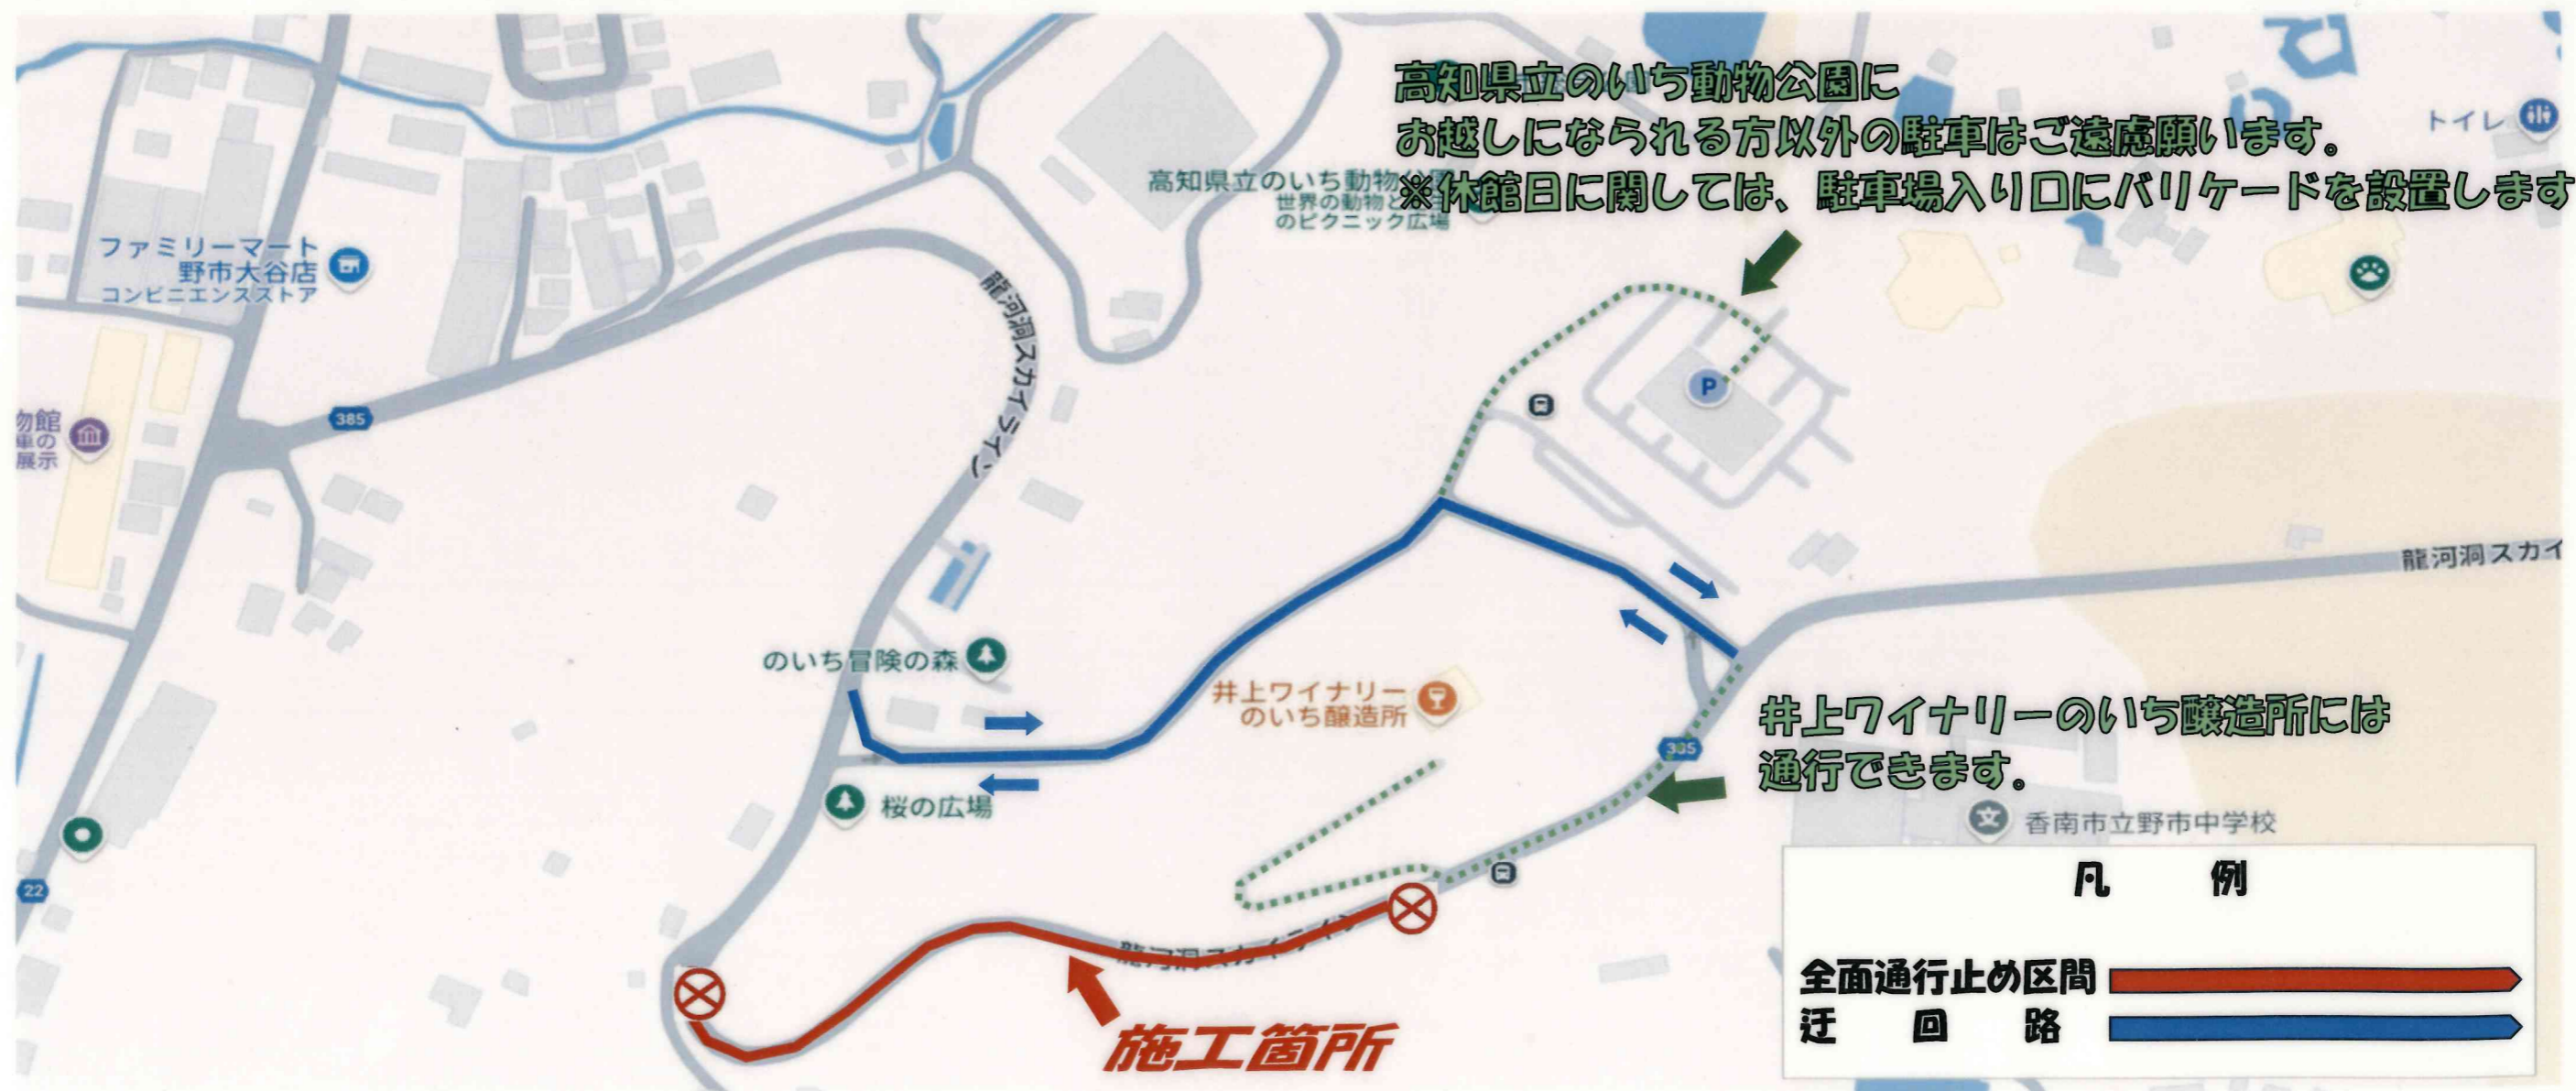 高知県立のいち動物公園に
お越しになられる方以外の駐車はご遠慮願います。
※休館日に関しては、駐車場入り口にバリケードを設置します
トイレ
高知県立のいち動物
世界の動物と
のピクニック広場
ファミリーマート
野市大谷店
コンビニエンスストア
龍河洞スカイライン
385
物館
車の
展示
P
龍河洞スカイ
のいち冒険の森
井上ワイナリー
のいち醸造所
井上ワイナリーのいち醸造所には
通行できます。
385
桜の広場
文
香南市立野市中学校
22
龍河洞スカイライン
施工箇所
凡 例
全面通行止め区間
迂 回 路